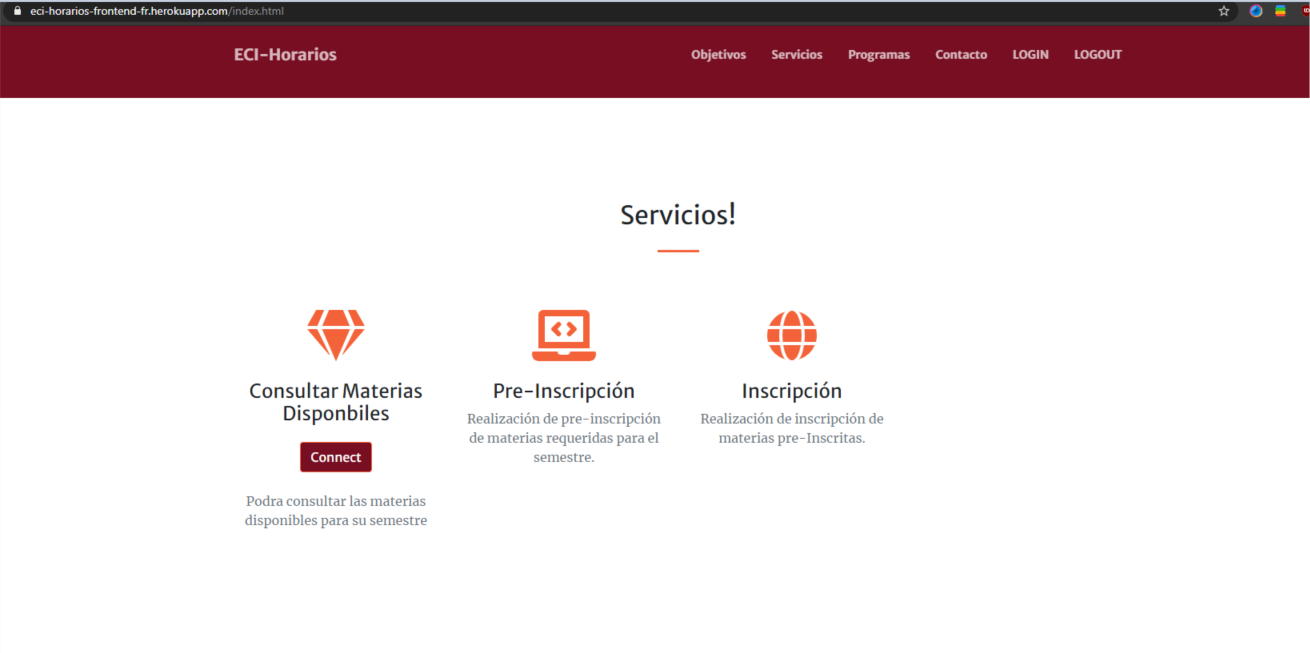 eci-horarios-frontend-fr.herokuapp.com/index.html
ECI-Horarios
Objetivos
Servicios
Programas
Contacto
LOGIN
LOGOUT
Servicios!
Consultar Materias
Disponbiles
Connect
Podra consultar las materias
disponibles para su semestre
Pre-Inscripción
Realización de pre-inscripción
de materias requeridas para el
semestre.
Inscripción
Realización de inscripción de
materias pre-Inscritas.